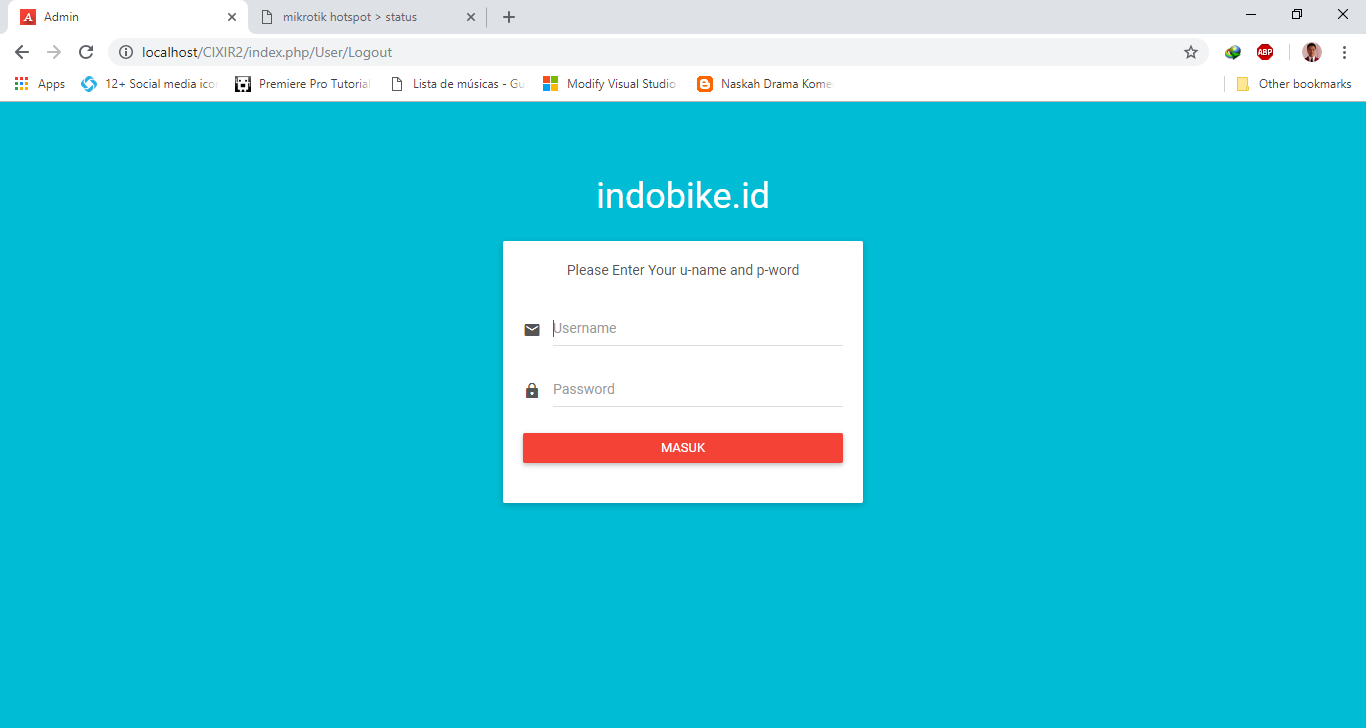 Admin
mikrotik hotspot > status
localhost/CIXIR2/index.php/User/Logout
ABP
Apps
12+ Social media icor
Premiere Pro Tutorial
Lista de músicas - Gu
Modify Visual Studio
Naskah Drama Kome
Other bookmarks
indobike.id
Please Enter Your u-name and p-word
Username
Password
MASUK